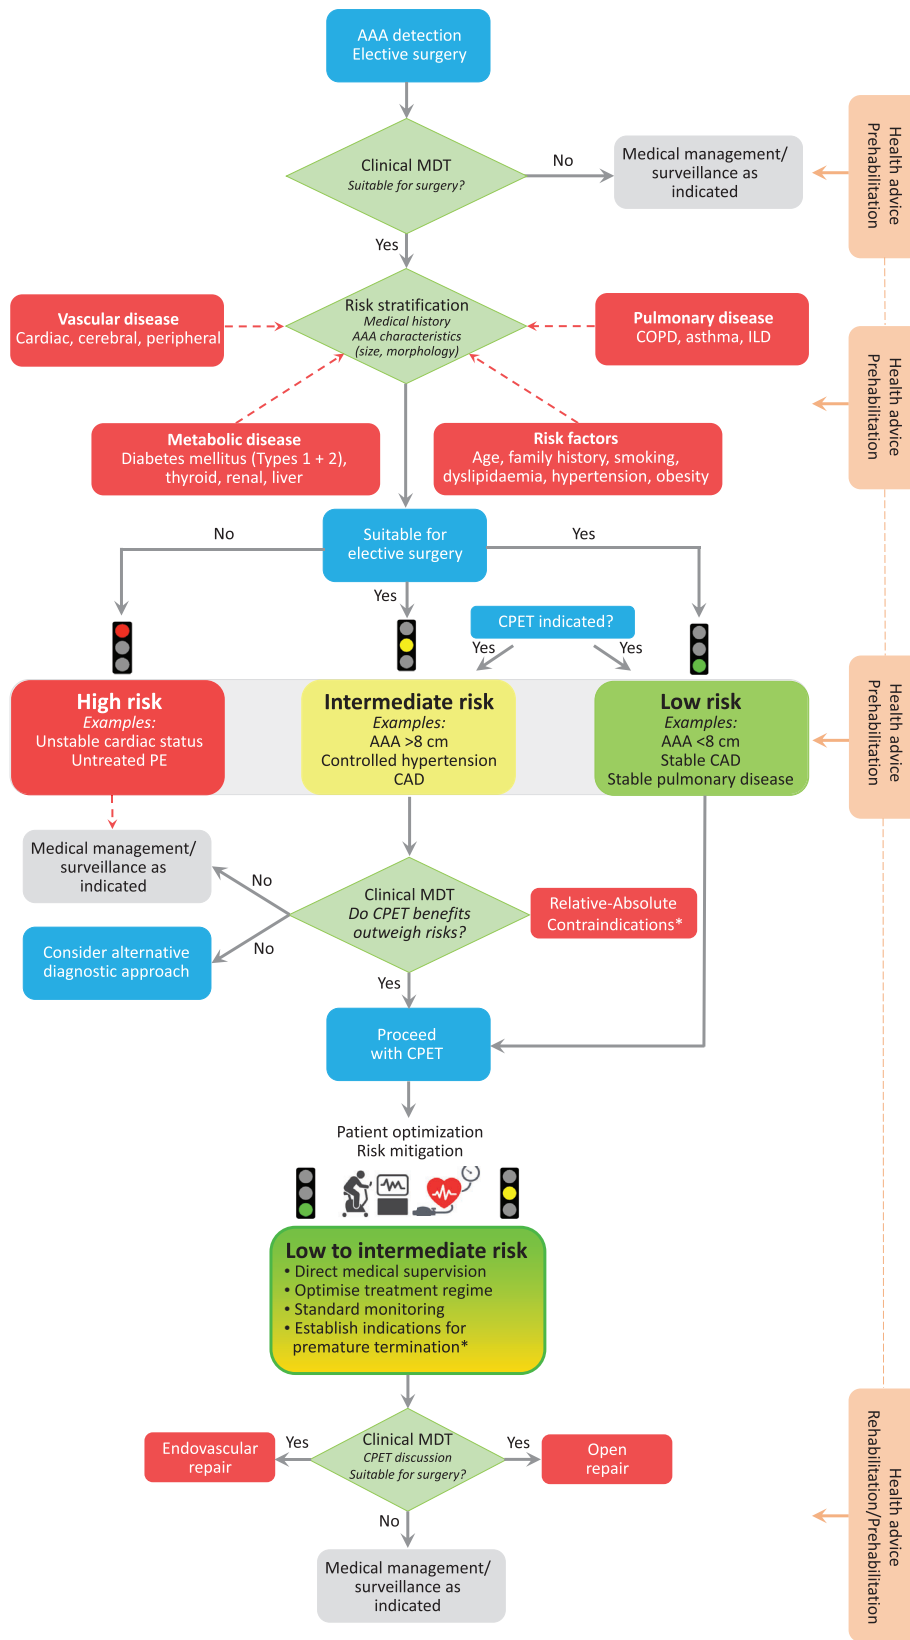 AAA detection
Elective surgery
Clinical MDT
Suitable for surgery?
No
Medical management/
surveillance as
indicated
Health advice
Prehabilitation
Yes
Risk stratification
Medical history
AAA characteristics
(size, morphology)
Vascular disease
Cardiac, cerebral, peripheral
Pulmonary disease
COPD, asthma, ILD
Health advice
Prehabilitation
Metabolic disease
Diabetes mellitus (Types 1 + 2),
thyroid, renal, liver
Risk factors
Age, family history, smoking,
dyslipidaemia, hypertension, obesity
No
Suitable for
elective surgery
Yes
Yes
CPET indicated?
Yes
Yes
High risk
Examples:
Unstable cardiac status
Untreated PE
Intermediate risk
Examples:
AAA >8 cm
Controlled hypertension
CAD
Low risk
Examples:
AAA <8 cm
Stable CAD
Stable pulmonary disease
Health advice
Prehabilitation
Medical management/
surveillance as
indicated
No
Clinical MDT
Do CPET benefits
outweigh risks?
Relative-Absolute
Contraindications*
No
Consider alternative
diagnostic approach
Yes
Proceed
with CPET
Patient optimization
Risk mitigation
Low to intermediate risk
• Direct medical supervision
• Optimise treatment regime
• Standard monitoring
• Establish indications for
premature termination*
Endovascular
repair
Yes
Clinical MDT
CPET discussion
Suitable for surgery?
Yes
Open
repair
No
Medical management/
surveillance as
indicated
Health advice
Rehabilitation/Prehabilitation